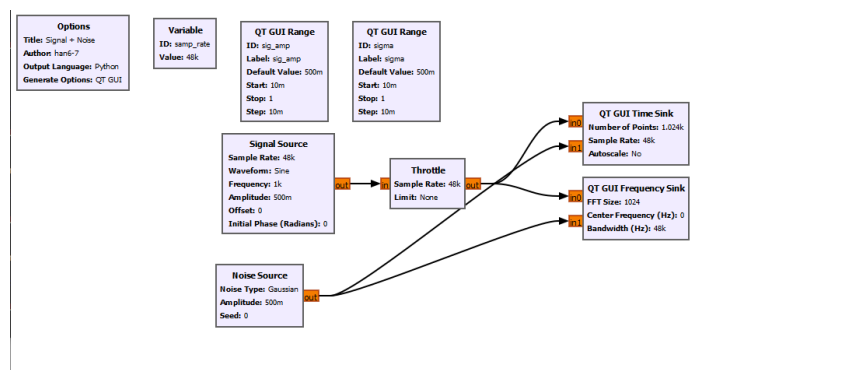 Options
Title: Signal + Noise
Author: han6-7
Output Language: Python
Generate Options: QT GUI
Variable
ID: samp_rate
Value: 48k
QT GUI Range
ID: sig_amp
Label: sig_amp
Default Value: 500m
Start: 10m
Stop: 1
Step: 10m
QT GUI Range
ID: sigma
Label: sigma
Default Value: 500m
Start: 10m
Stop: 1
Step: 10m
Signal Source
Sample Rate: 48k
Waveform: Sine
Frequency: 1k
Amplitude: 500m
Offset: 0
Initial Phase (Radians): 0
out
in
Throttle
Sample Rate: 48k
Limit: None
out
in0
in1
QT GUI Time Sink
Number of Points: 1.024k
Sample Rate: 48k
Autoscale: No
in0
in1
QT GUI Frequency Sink
FFT Size: 1024
Center Frequency (Hz): 0
Bandwidth (Hz): 48k
Noise Source
Noise Type: Gaussian
Amplitude: 500m
Seed: 0
out